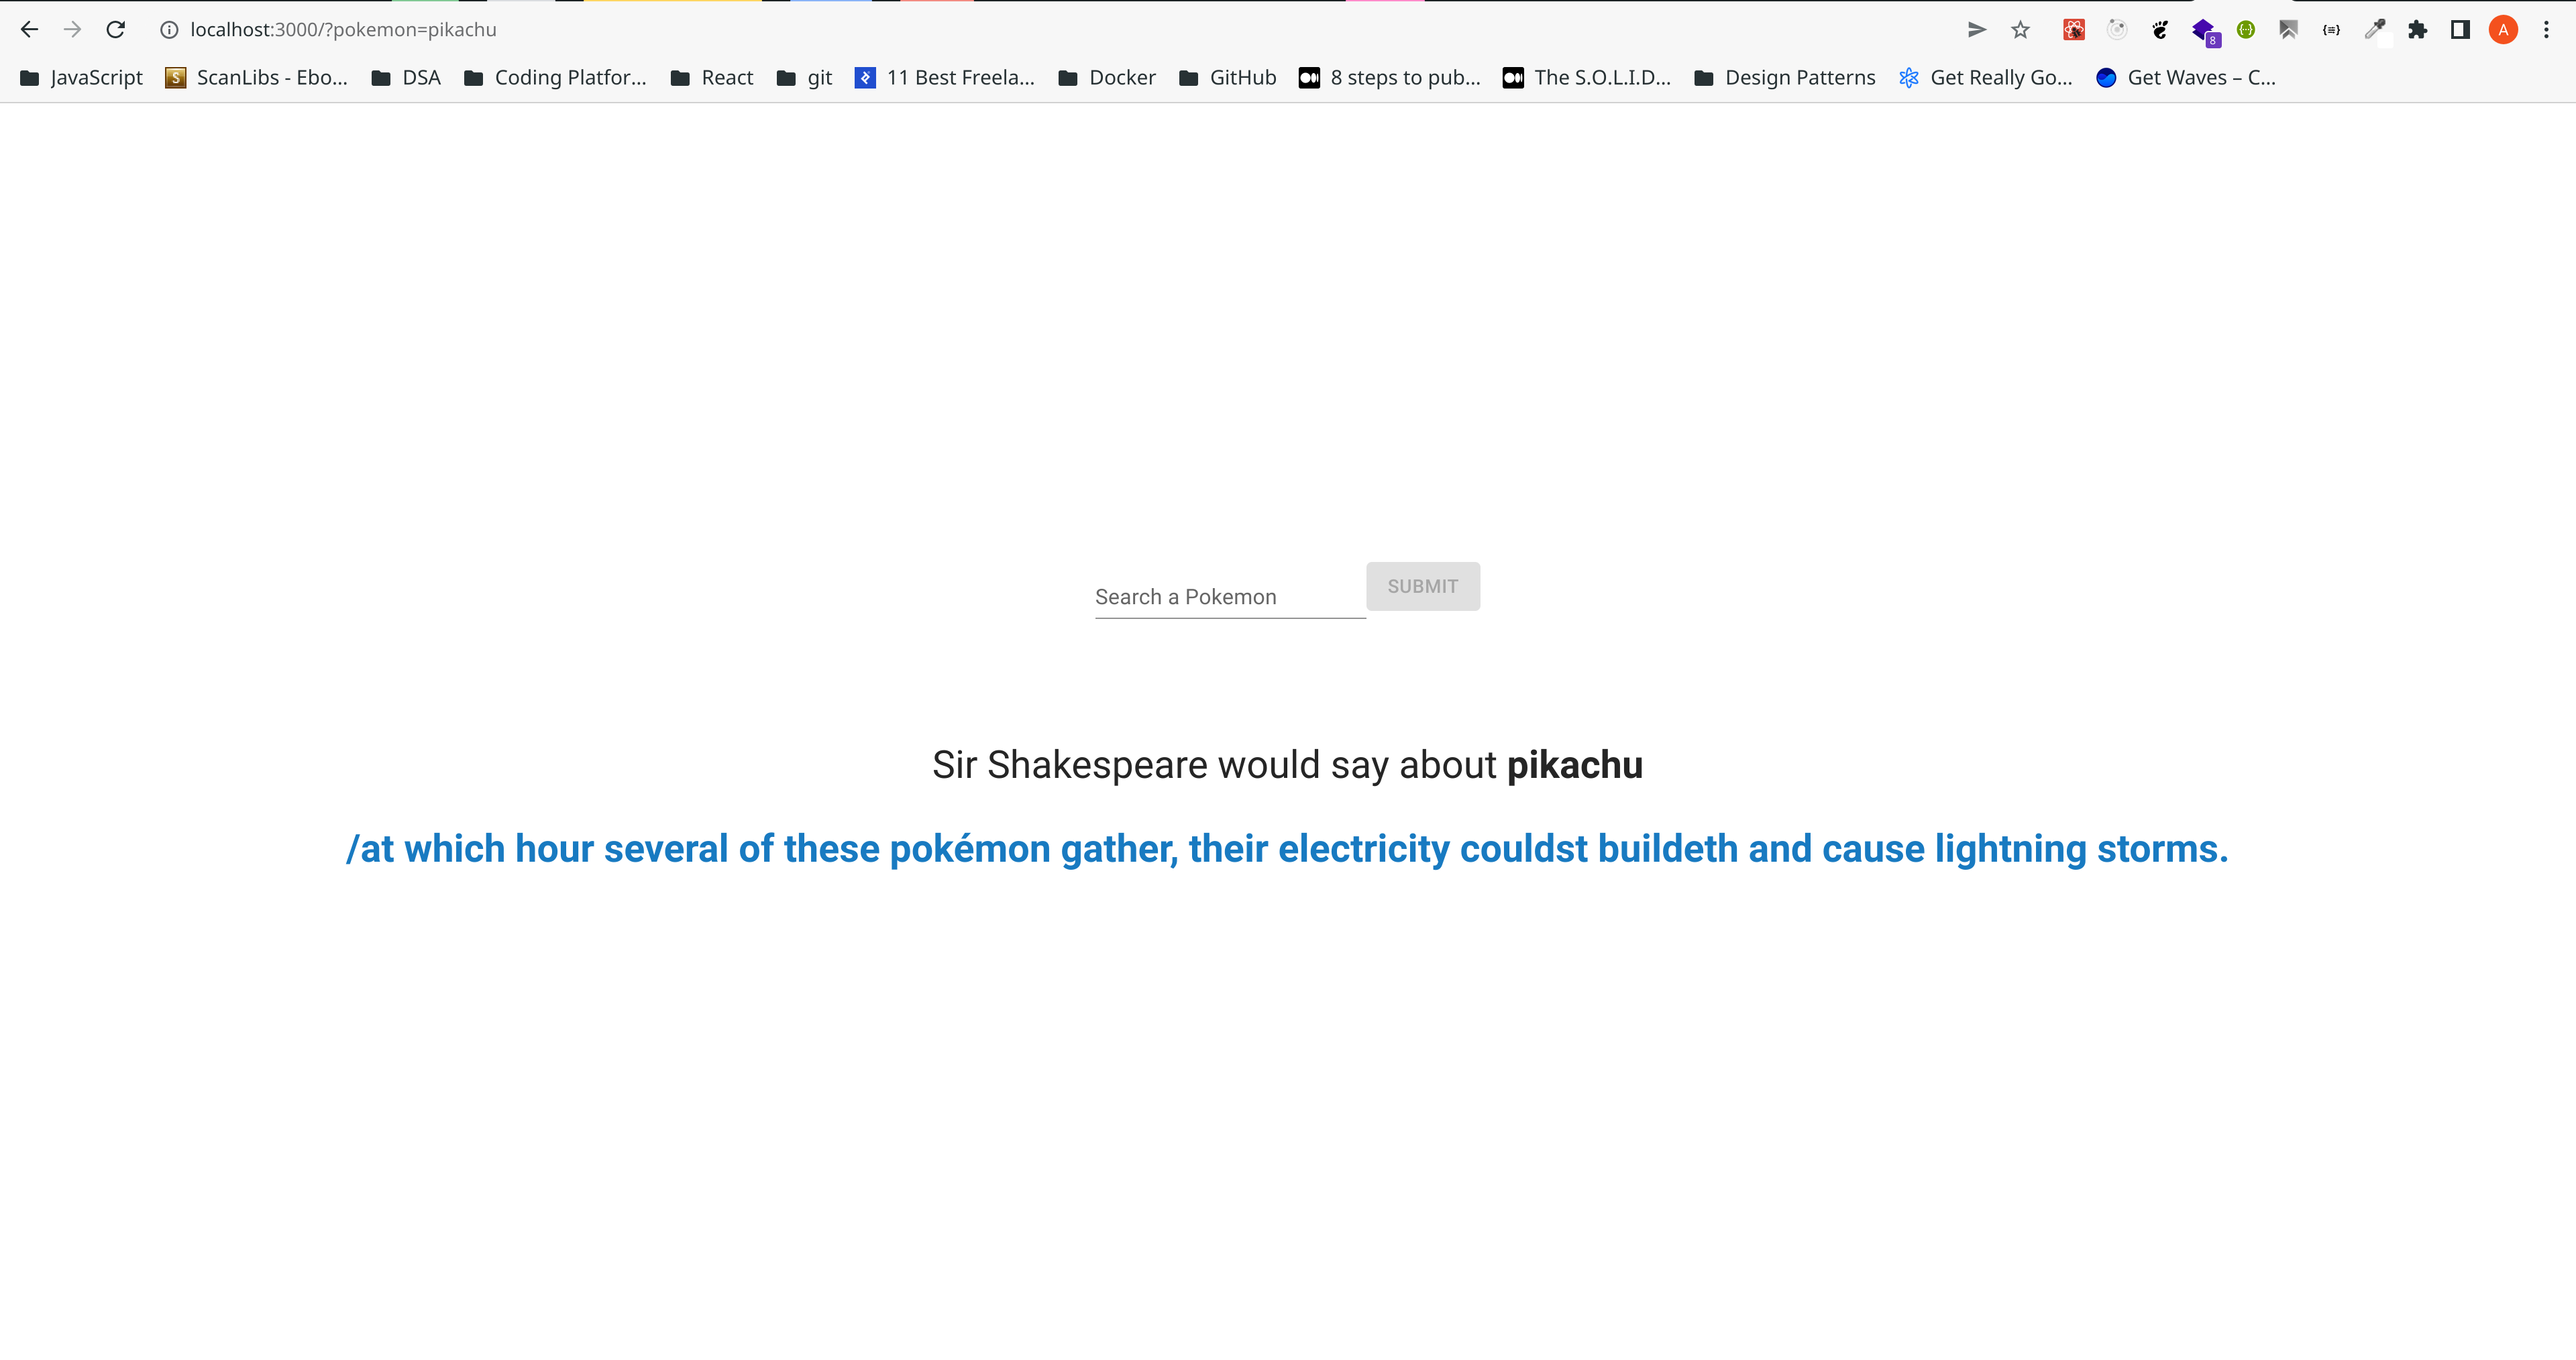 localhost:3000/?pokemon=pikachu
8
A
JavaScript S ScanLibs - Ebo... DSA Coding Platfor... React git 11 Best Freela... Docker GitHub 8 steps to pub... The S.O.L.I.D... Design Patterns Get Really Go... Get Waves – C...
Search a Pokemon SUBMIT
Sir Shakespeare would say about pikachu
/at which hour several of these pokémon gather, their electricity couldst buildeth and cause lightning storms.